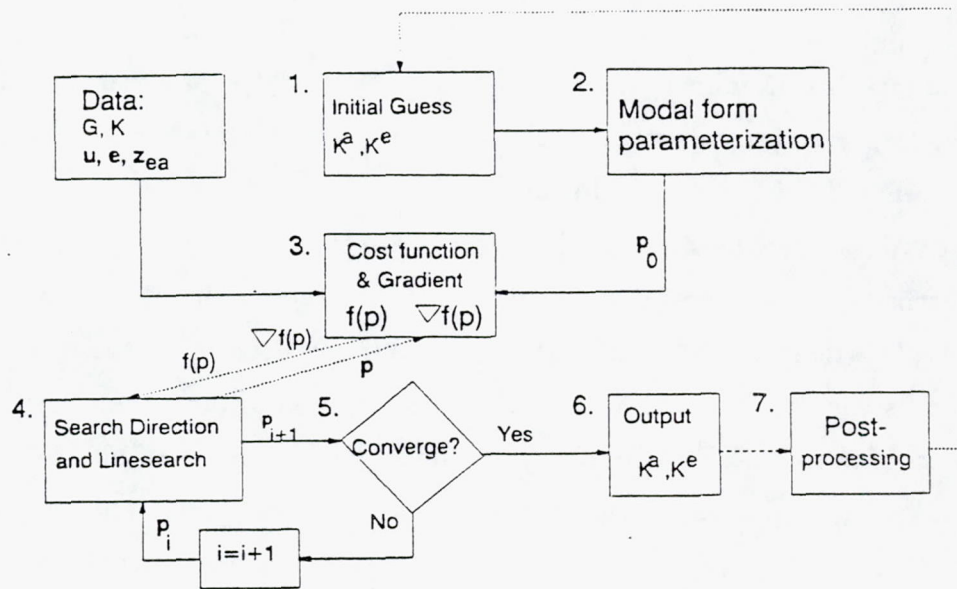 Data:
G, K
u, e, z_ea
1.
Initial Guess
K^a, K^e
2.
Modal form
parameterization
3.
Cost function
& Gradient
f(p) ∇f(p)
p_0
f(p)
∇f(p)
p
4.
Search Direction
and Linesearch
p_i+1
5.
Converge?
Yes
No
i=i+1
p_i
6.
Output
K^a, K^e
7.
Post-
processing